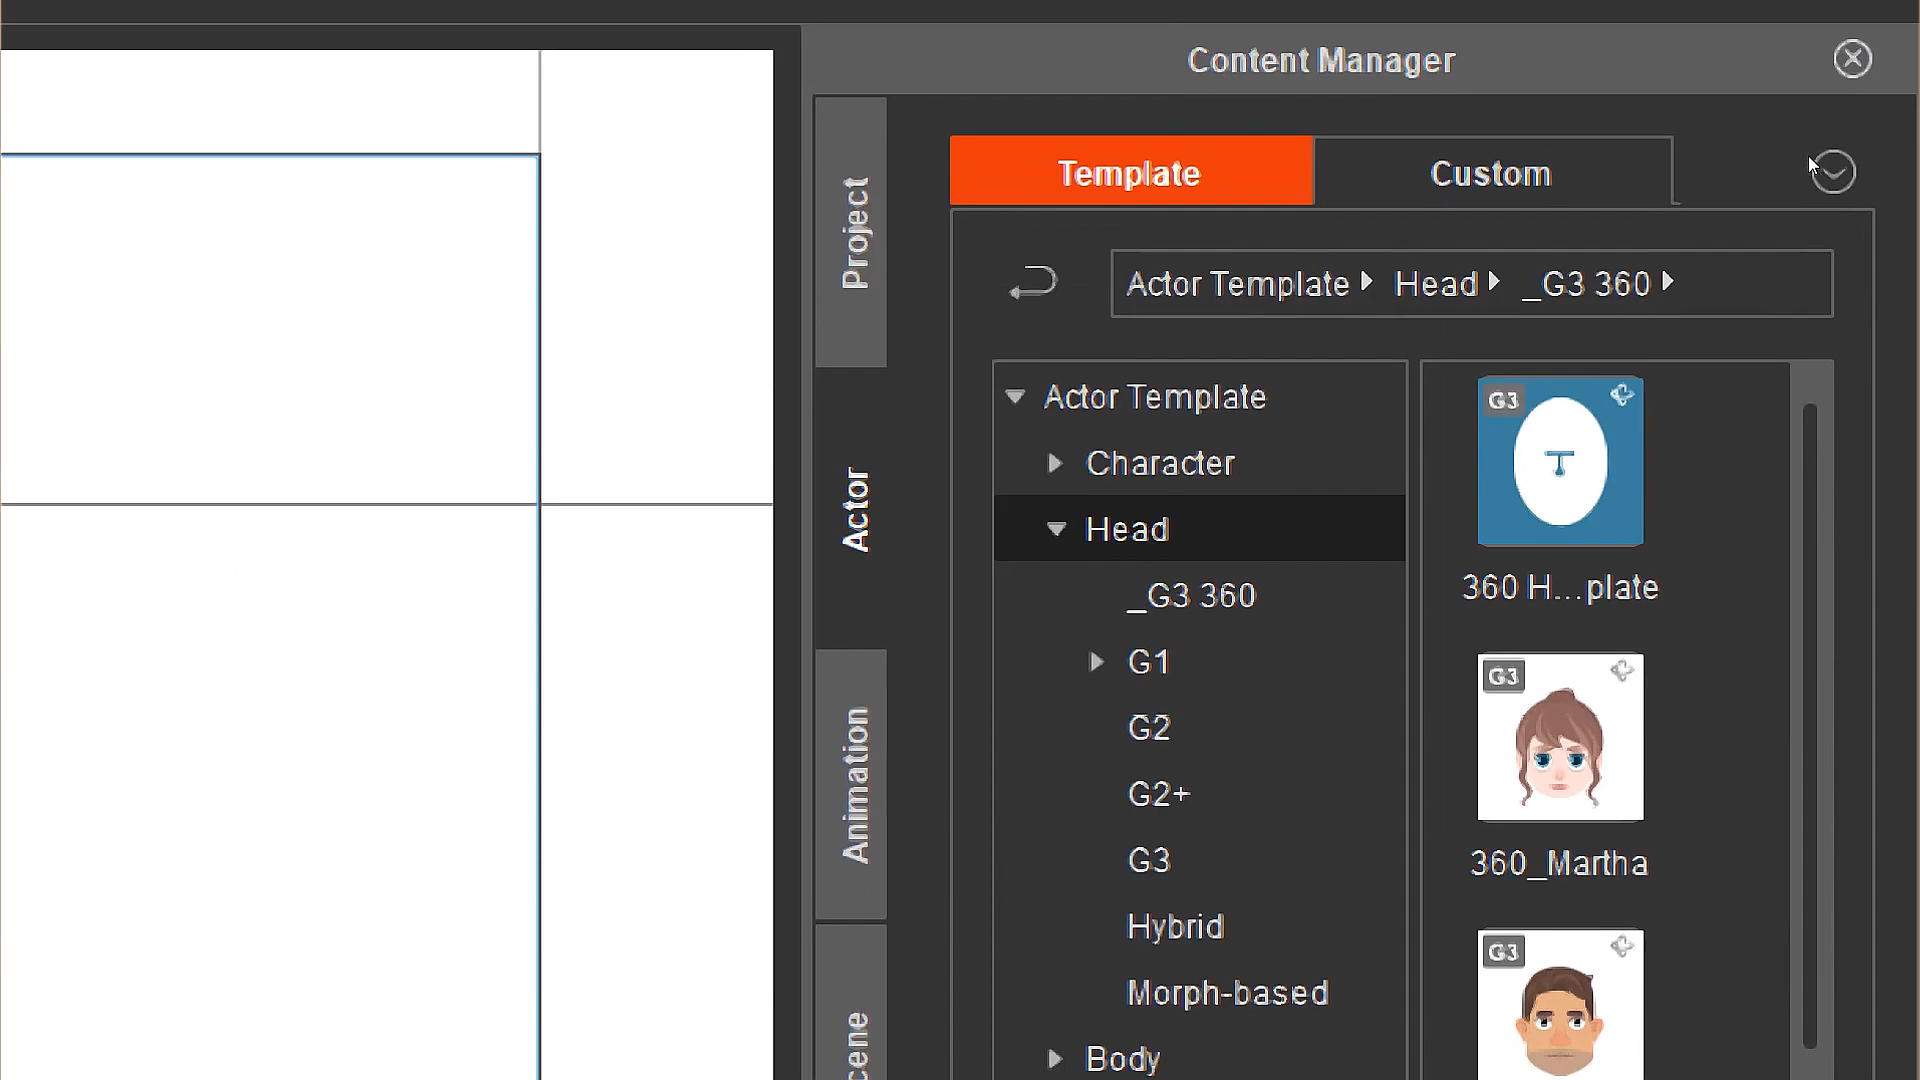 Content Manager
Template
Custom
Project
Actor Template Head _G3 360
Actor Template
Character
Head
_G3 360
G1
G2
G2+
G3
Hybrid
Morph-based
Body
G3
360 H...plate
G3
360_Martha
G3
Actor
Animation
cene